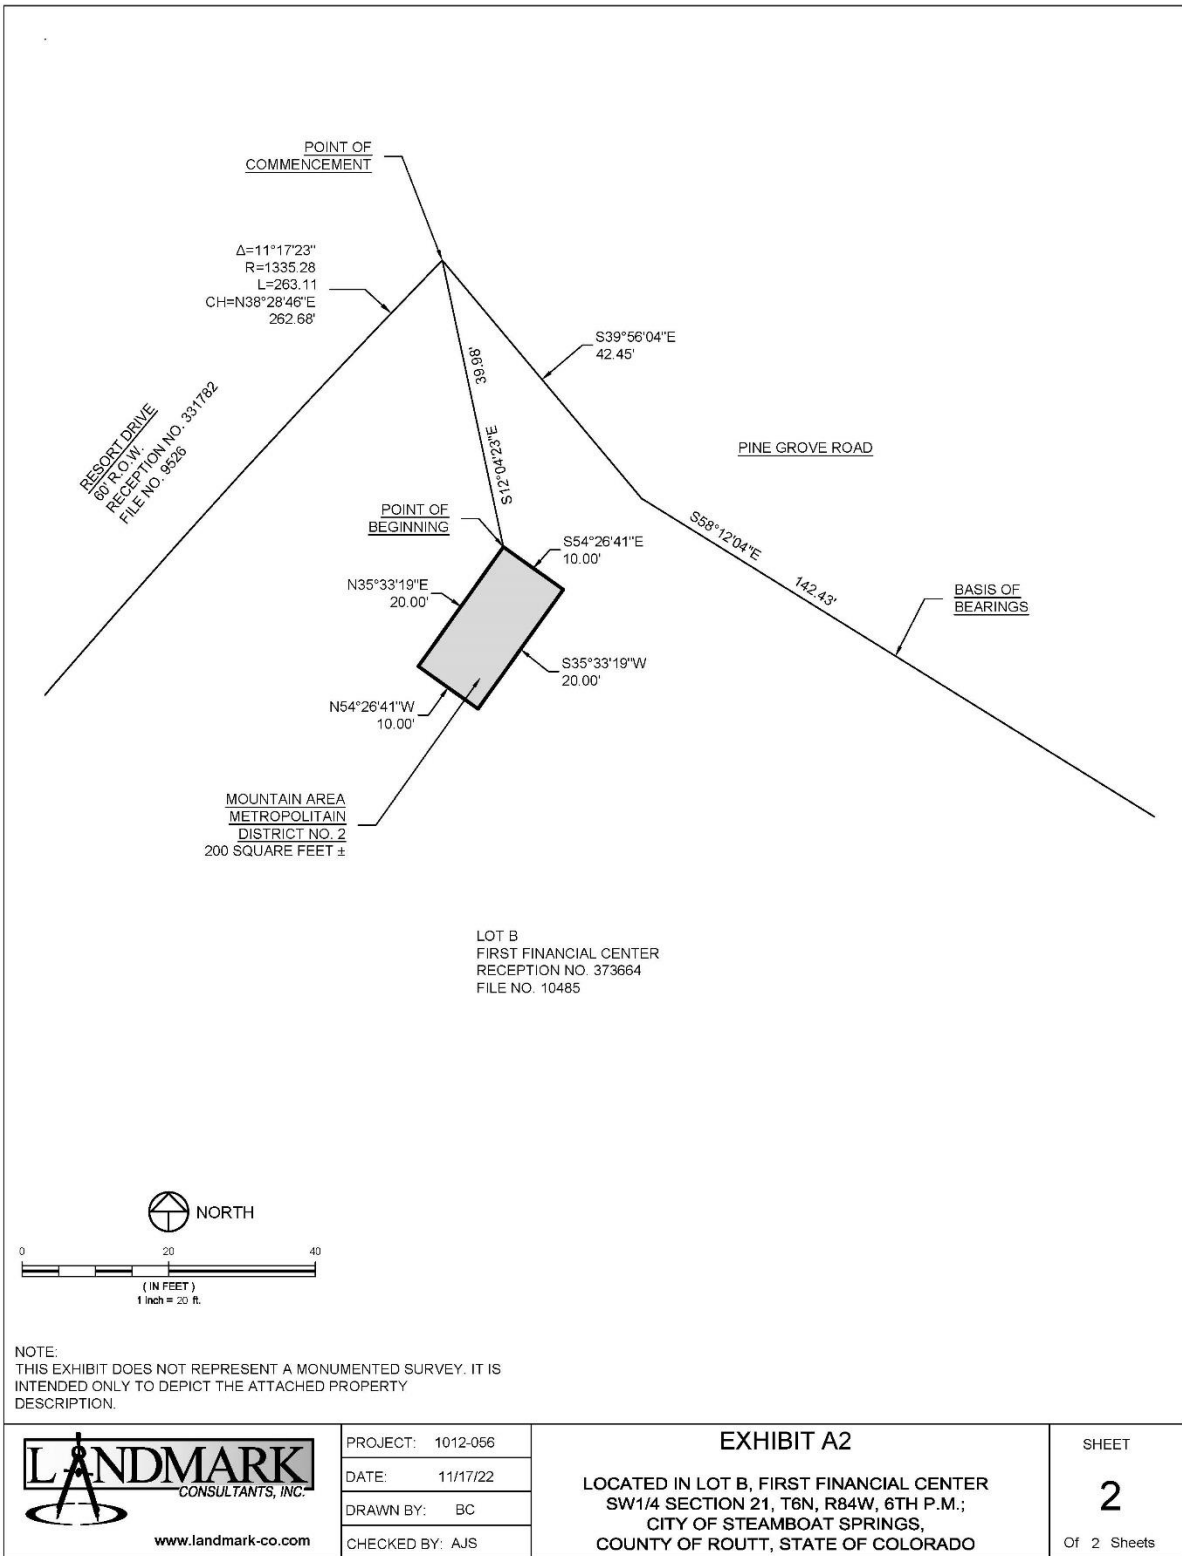 POINT OF
COMMENCEMENT
Δ=11°17'23"
R=1335.28
L=263.11
CH=N38°28'46"E
262.68'
S39°56'04"E
42.45'
39.98'
S12°04'23"E
RESORT DRIVE
60' R.O.W.
RECEPTION NO. 331782
FILE NO. 9526
PINE GROVE ROAD
POINT OF
BEGINNING
S54°26'41"E
10.00'
S58°12'04"E
142.43'
N35°33'19"E
20.00'
BASIS OF
BEARINGS
S35°33'19"W
20.00'
N54°26'41"W
10.00'
MOUNTAIN AREA
METROPOLITAIN
DISTRICT NO. 2
200 SQUARE FEET ±
LOT B
FIRST FINANCIAL CENTER
RECEPTION NO. 373664
FILE NO. 10485
NORTH
0 20 40
( IN FEET )
1 inch = 20 ft.
NOTE:
THIS EXHIBIT DOES NOT REPRESENT A MONUMENTED SURVEY. IT IS
INTENDED ONLY TO DEPICT THE ATTACHED PROPERTY
DESCRIPTION.
LANDMARK
CONSULTANTS, INC.
www.landmark-co.com
PROJECT: 1012-056
DATE: 11/17/22
DRAWN BY: BC
CHECKED BY: AJS
EXHIBIT A2
LOCATED IN LOT B, FIRST FINANCIAL CENTER
SW1/4 SECTION 21, T6N, R84W, 6TH P.M.;
CITY OF STEAMBOAT SPRINGS,
COUNTY OF ROUTT, STATE OF COLORADO
SHEET
2
Of 2 Sheets